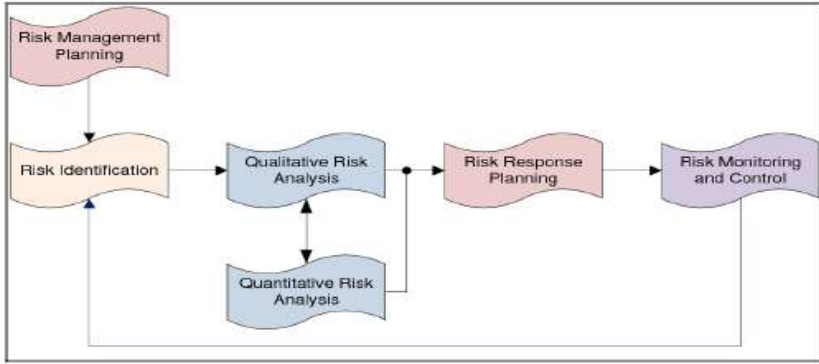 Risk Management
Planning
Risk Identification
Qualitative Risk
Analysis
Risk Response
Planning
Risk Monitoring
and Control
Quantitative Risk
Analysis